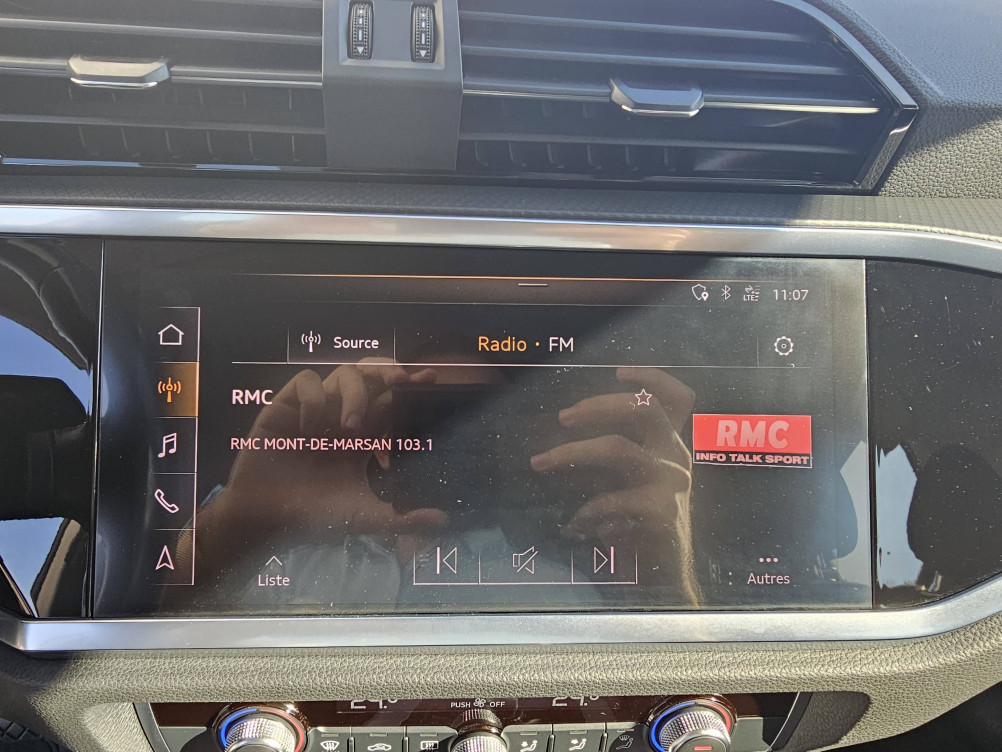 LTE 11:07
Source
Radio · FM
RMC
RMC MONT-DE-MARSAN 103.1
RMC
INFO TALK SPORT
Liste
Autres
PUSH OFF